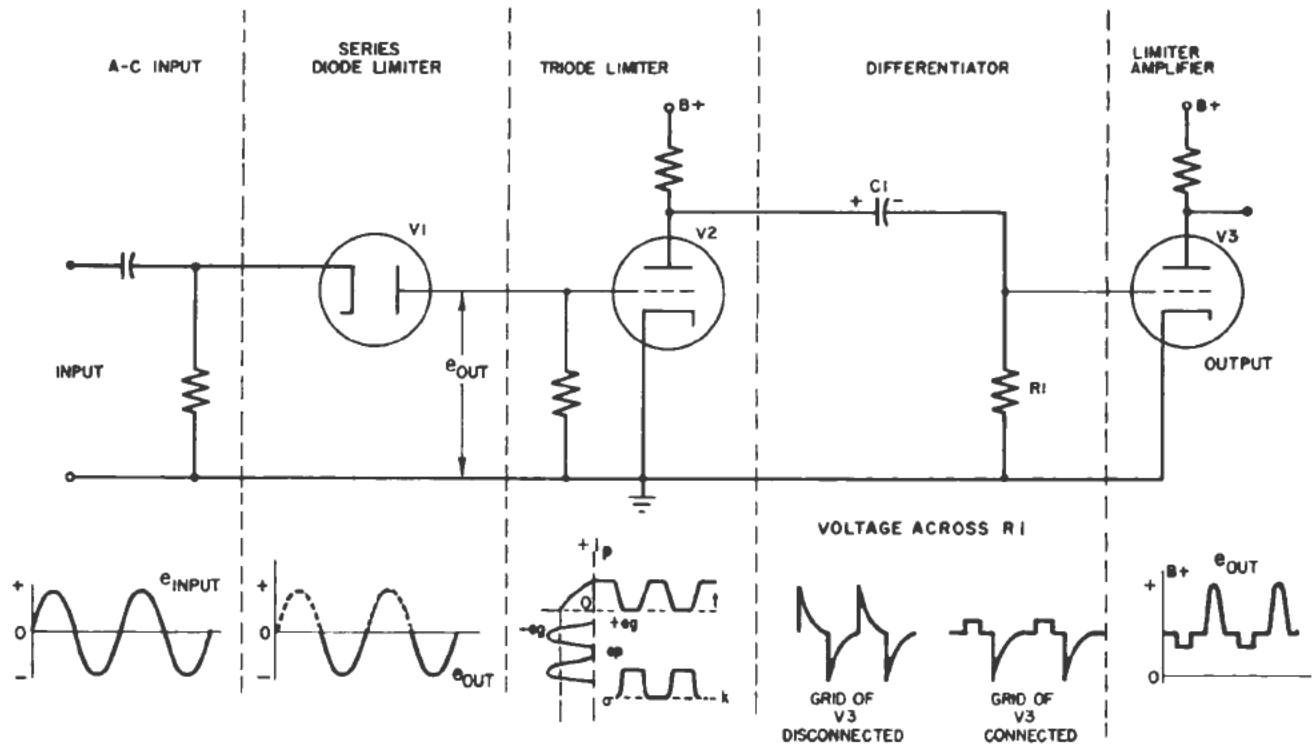 A-C INPUT
SERIES
DIODE LIMITER
TRIODE LIMITER
DIFFERENTIATOR
LIMITER
AMPLIFIER
B+
B+
C1
+ -
V1
V2
V3
INPUT
eOUT
R1
OUTPUT
VOLTAGE ACROSS R1
+
0
-
eINPUT
+
0
-
eOUT
+ip
0
t
-eg
+eg
ep
k
GRID OF
V3
DISCONNECTED
GRID OF
V3
CONNECTED
B+
+
0
eOUT